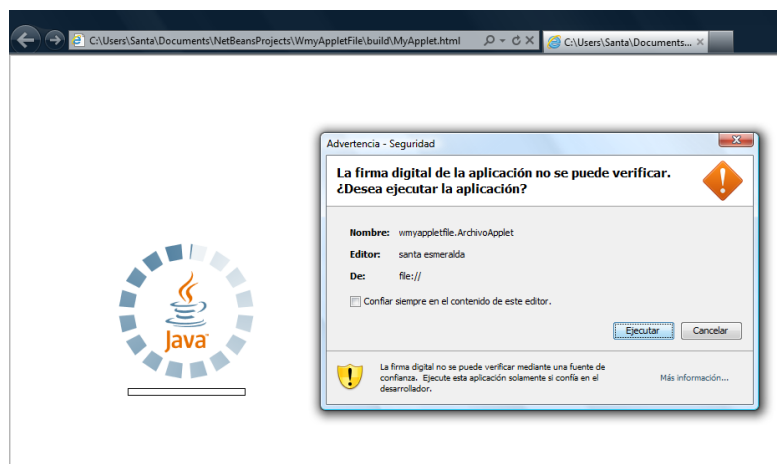 C:\Users\Santa\Documents\NetBeansProjects\WmyAppletFile\build\MyApplet.html
C:\Users\Santa\Documents...
Advertencia - Seguridad
La firma digital de la aplicación no se puede verificar.
¿Desea ejecutar la aplicación?
Nombre: wmyappletfile.ArchivoApplet
Editor: santa esmeralda
De: file://
Confiar siempre en el contenido de este editor.
Ejecutar Cancelar
La firma digital no se puede verificar mediante una fuente de
confianza. Ejecute esta aplicación solamente si confía en el
desarrollador.
Más información...
Java